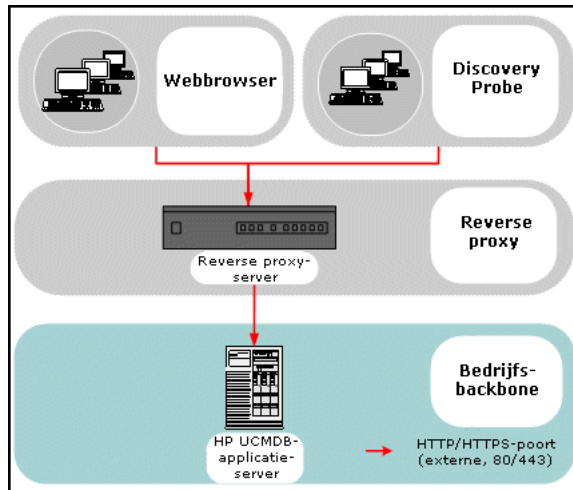 Webbrowser
Discovery
Probe
Reverse
proxy
Reverse proxy-
server
Bedrijfs-
backbone
HP UCMDB-
applicatie-
server
HTTP/HTTPS-poort
(externe, 80/443)